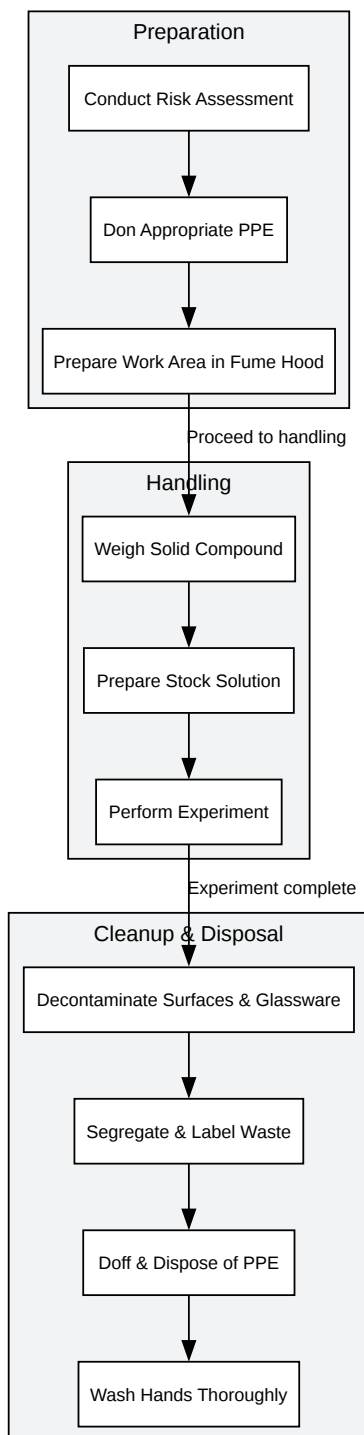 Preparation
Conduct Risk Assessment
Don Appropriate PPE
Prepare Work Area in Fume Hood
Proceed to handling
Handling
Weigh Solid Compound
Prepare Stock Solution
Perform Experiment
Experiment complete
Cleanup & Disposal
Decontaminate Surfaces & Glassware
Segregate & Label Waste
Doff & Dispose of PPE
Wash Hands Thoroughly